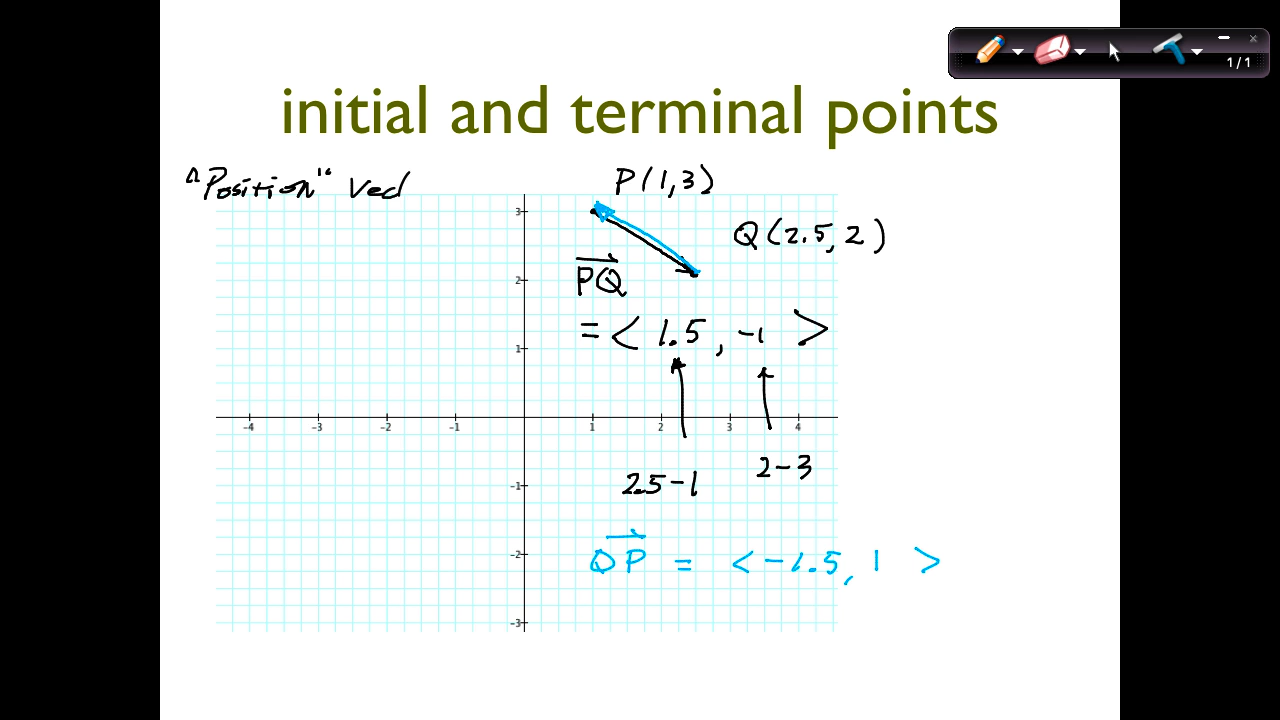 1/1
initial and terminal points
"Position" Vec
P(1,3)
Q(2.5,2)
PQ
= < 1.5, -1 >
3
2
1
-4 -3 -2 -1 1 2 3 4
2.5-1
2-3
-1
-2
-3
QP = < -1.5, 1 >